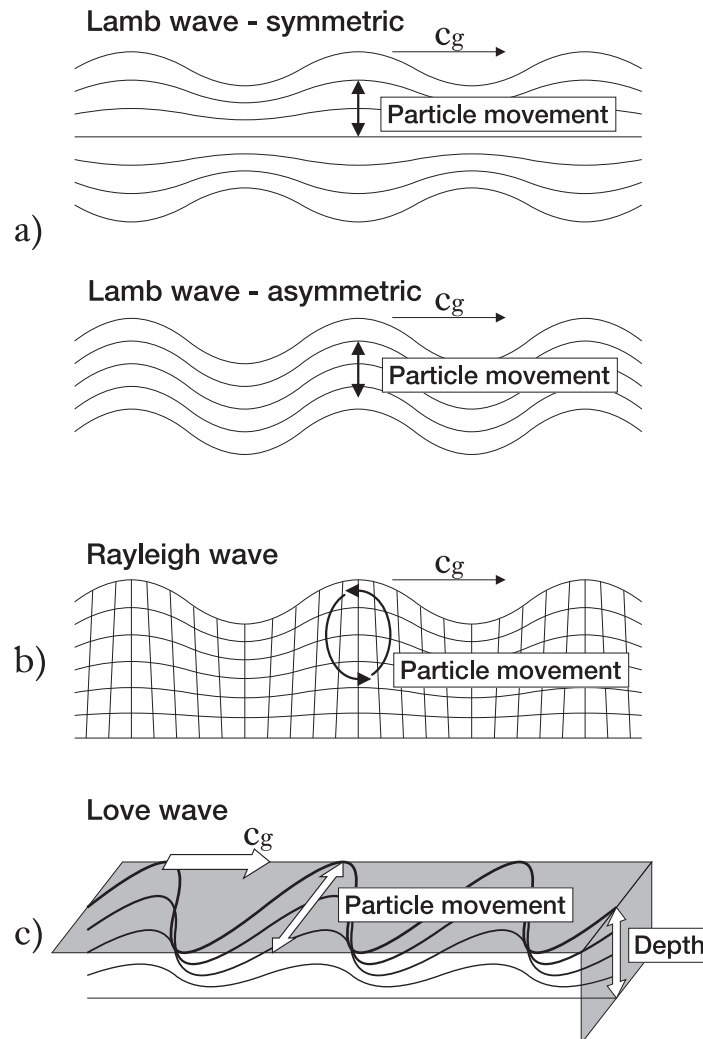 Lamb wave - symmetric
cg
Particle movement
a)
Lamb wave - asymmetric
cg
Particle movement
Rayleigh wave
cg
b)
Particle movement
Love wave
cg
Particle movement
c)
Depth